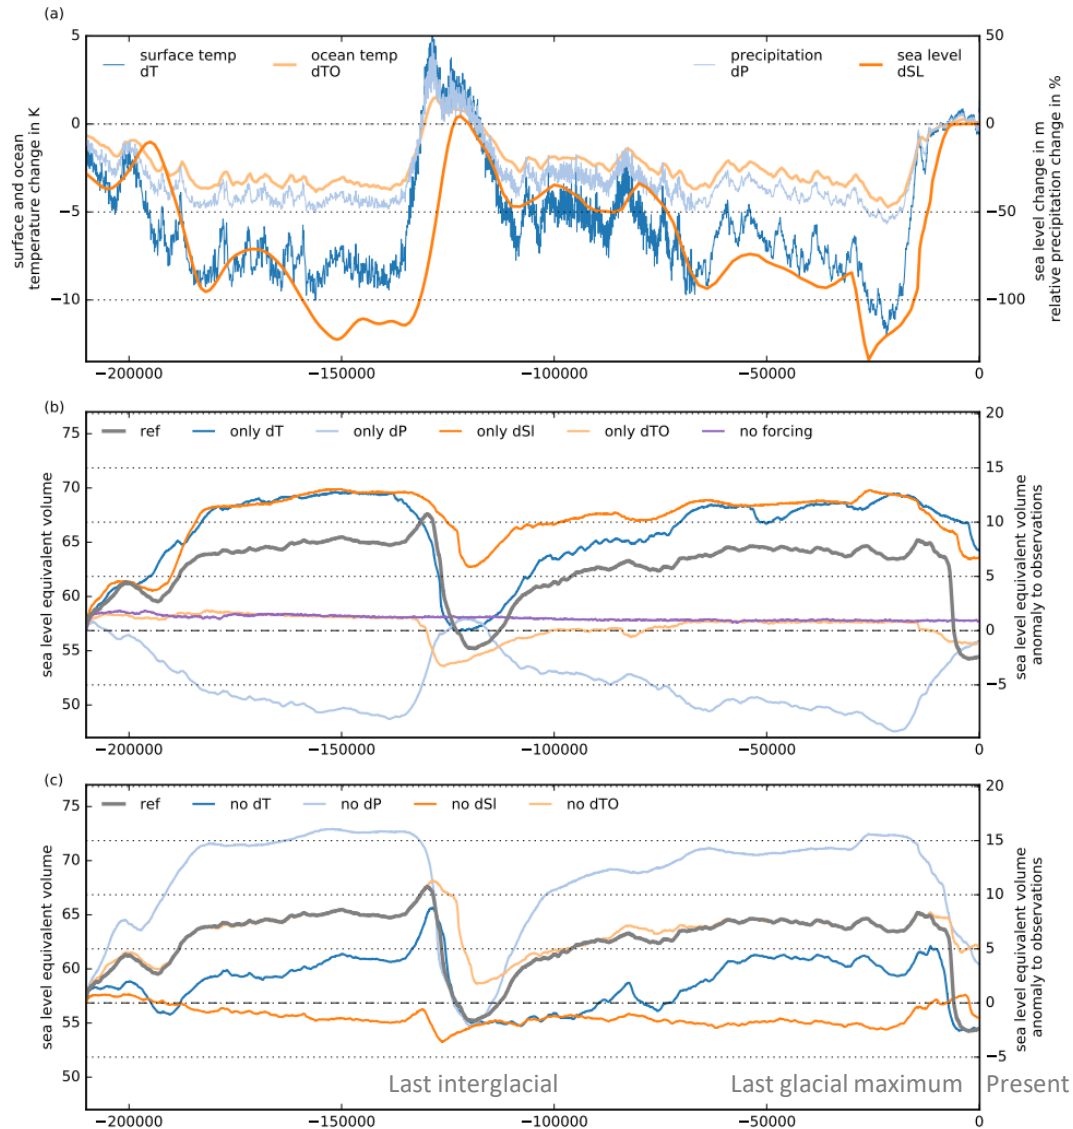 (a)
surface temp
dT
ocean temp
dTO
precipitation
dP
sea level
dSL
5
0
−5
−10
50
0
−50
−100
surface and ocean
temperature change in K
sea level change in m
relative precipitation change in %
−200000 −150000 −100000 −50000 0
(b)
ref only dT only dP only dSl only dTO no forcing
75
70
65
60
55
50
20
15
10
5
0
−5
sea level equivalent volume
sea level equivalent volume
anomaly to observations
−200000 −150000 −100000 −50000 0
(c)
ref no dT no dP no dSl no dTO
75
70
65
60
55
50
20
15
10
5
0
−5
sea level equivalent volume
sea level equivalent volume
anomaly to observations
Last interglacial Last glacial maximum Present
−200000 −150000 −100000 −50000 0